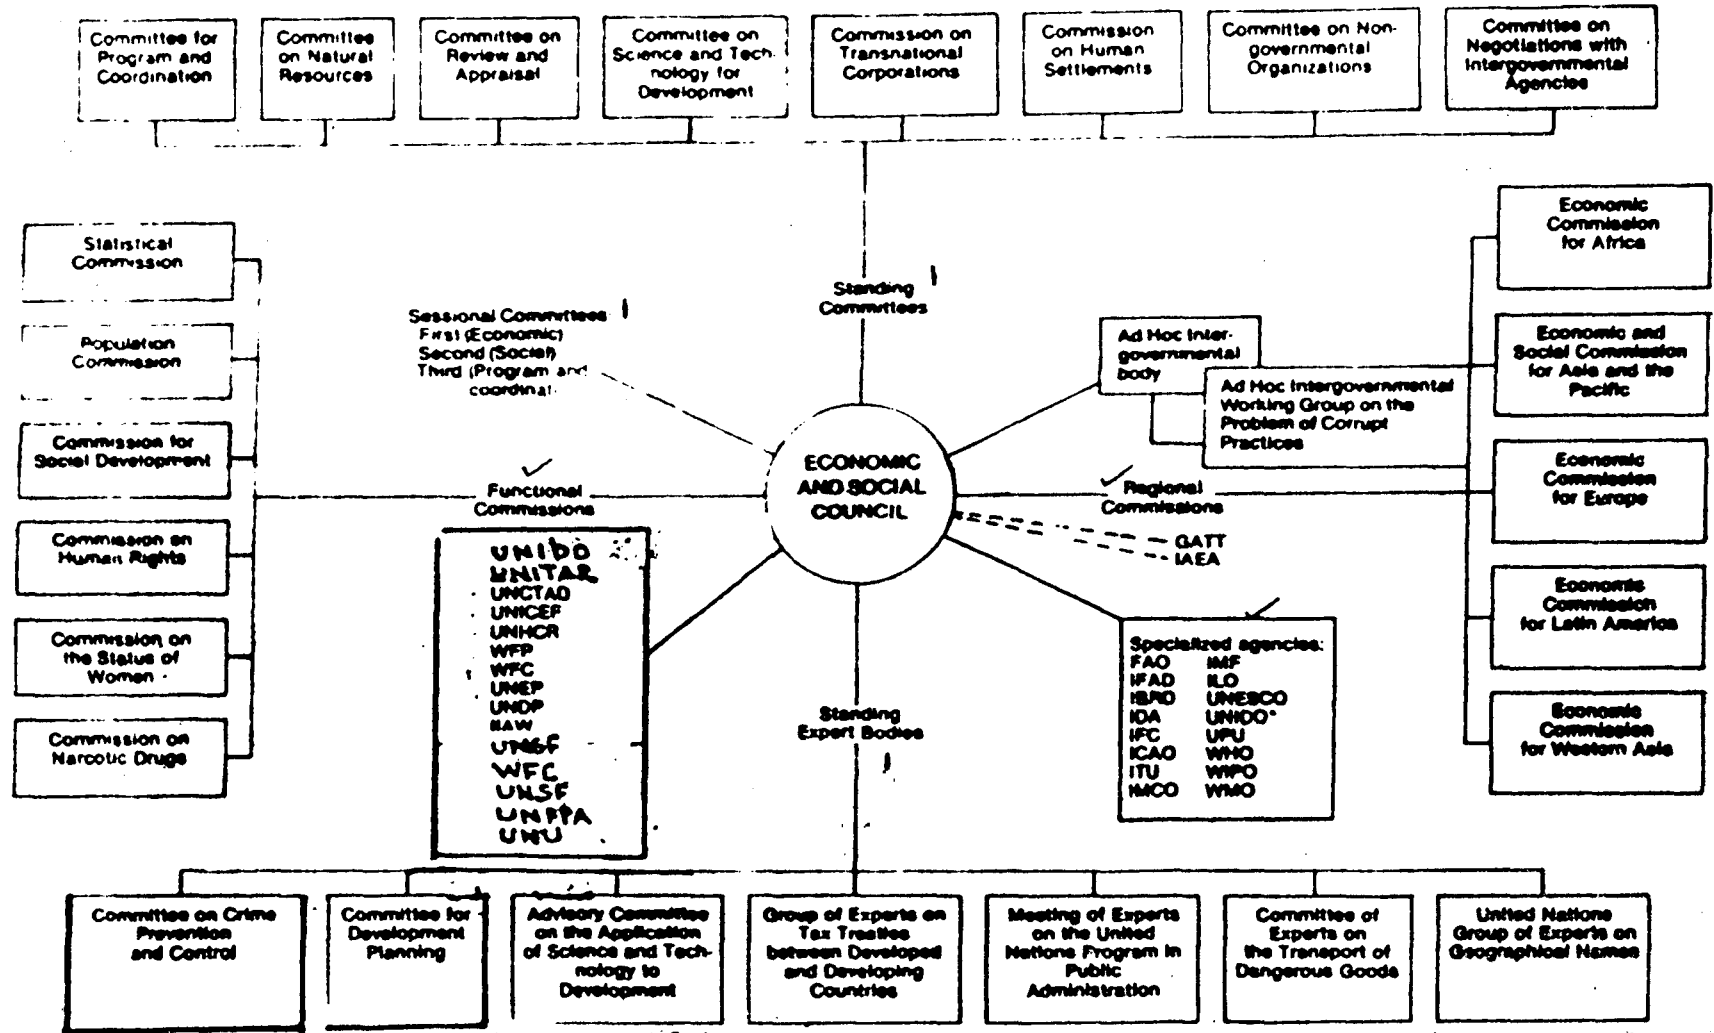 Committee for
Program and
Coordination
Committee
on Natural
Resources
Committee on
Review and
Appraisal
Committee on
Science and Tech-
nology for
Development
Commission on
Transnational
Corporations
Commission
on Human
Settlements
Committee on Non-
governmental
Organizations
Committee on
Negotiations with
Intergovernmental
Agencies
Statistical
Commission
Population
Commission
Commission for
Social Development
Commission on
Human Rights
Commission on
the Status of
Women
Commission on
Narcotic Drugs
Sessional Committees
First (Economic)
Second (Social)
Third (Program and
coordinat
Standing
Committees
Ad Hoc Inter-
governmental
body
Ad Hoc Intergovernmental
Working Group on the
Problem of Corrupt
Practices
Economic
Commission
for Africa
Economic and
Social Commission
for Asia and the
Pacific
Economic
Commission
for Europe
Economic
Commission
for Latin America
Economic
Commission
for Western Asia
ECONOMIC
AND SOCIAL
COUNCIL
Functional
Commissions
Regional
Commissions
GATT
IAEA
UNIDO
UNITAR
UNCTAD
UNICEF
UNHCR
WFP
WFC
UNEP
UNDP
IIAW
UNSF
WFC
UNSF
UNFPA
UNU
Standing
Expert Bodies
Specialized agencies:
FAO IMF
IFAD ILO
IBRD UNESCO
IDA UNIDO*
IFC UPU
ICAO WHO
ITU WIPO
IMCO WMO
Committee on Crime
Prevention
and Control
Committee for
Development
Planning
Advisory Committee
on the Application
of Science and Tech-
nology to
Development
Group of Experts on
Tax Treaties
between Developed
and Developing
Countries
Meeting of Experts
on the United
Nations Program in
Public
Administration
Committee of
Experts on
the Transport of
Dangerous Goods
United Nations
Group of Experts on
Geographical Names